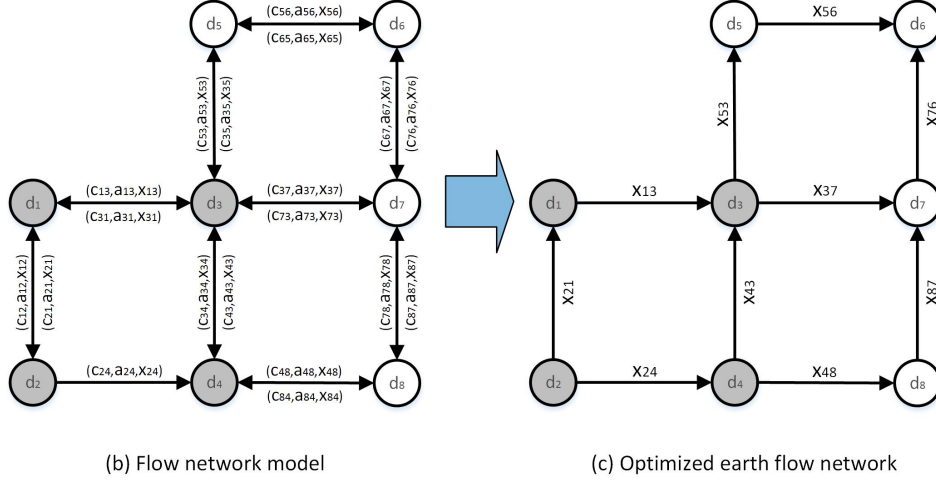 d5
(c56,a56,x56)
(c65,a65,x65)
d6
(c53,a53,x53)
(c35,a35,x35)
(c67,a67,x67)
(c76,a76,x76)
d1
(c13,a13,x13)
(c31,a31,x31)
d3
(c37,a37,x37)
(c73,a73,x73)
d7
(c12,a12,x12)
(c21,a21,x21)
(c34,a34,x34)
(c43,a43,x43)
(c78,a78,x78)
(c87,a87,x87)
d2
(c24,a24,x24)
d4
(c48,a48,x48)
(c84,a84,x84)
d8
(b) Flow network model
d5
x56
d6
x53
x76
d1
x13
d3
x37
d7
x21
x43
x87
d2
x24
d4
x48
d8
(c) Optimized earth flow network